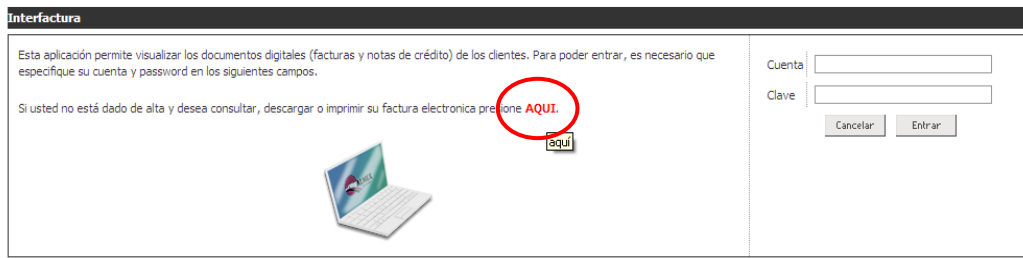 Interfactura
Esta aplicación permite visualizar los documentos digitales (facturas y notas de crédito) de los clientes. Para poder entrar, es necesario que
especifique su cuenta y password en los siguientes campos.
Si usted no está dado de alta y desea consultar, descargar o imprimir su factura electronica presione AQUI.
aquí
Cuenta
Clave
Cancelar Entrar